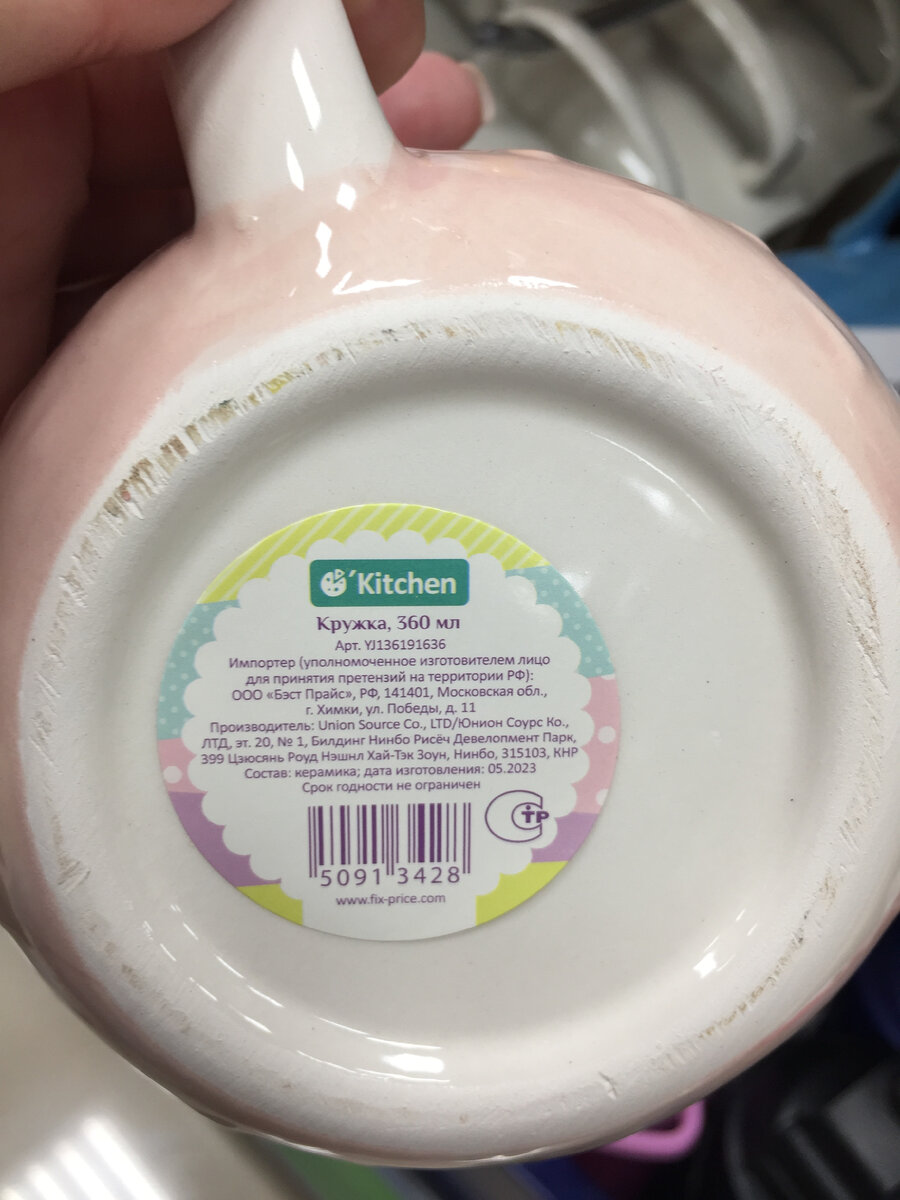 ’Kitchen
Кружка, 360 мл
Арт. YJ136191636
Импортер (уполномоченное изготовителем лицо
для принятия претензий на территории РФ):
ООО «Бэст Прайс», РФ, 141401, Московская обл.,
г. Химки, ул. Победы, д. 11
Производитель: Union Source Co., LTD/Юнион Соурс Ко.,
ЛТД, эт. 20, № 1, Билдинг Нинбо Рисёч Девелопмент Парк,
399 Цзюсянь Роуд Нэшнл Хай-Тэк Зоун, Нинбо, 315103, КНР
Состав: керамика; дата изготовления: 05.2023
Срок годности не ограничен
СТР
5091 3428
www.fix-price.com